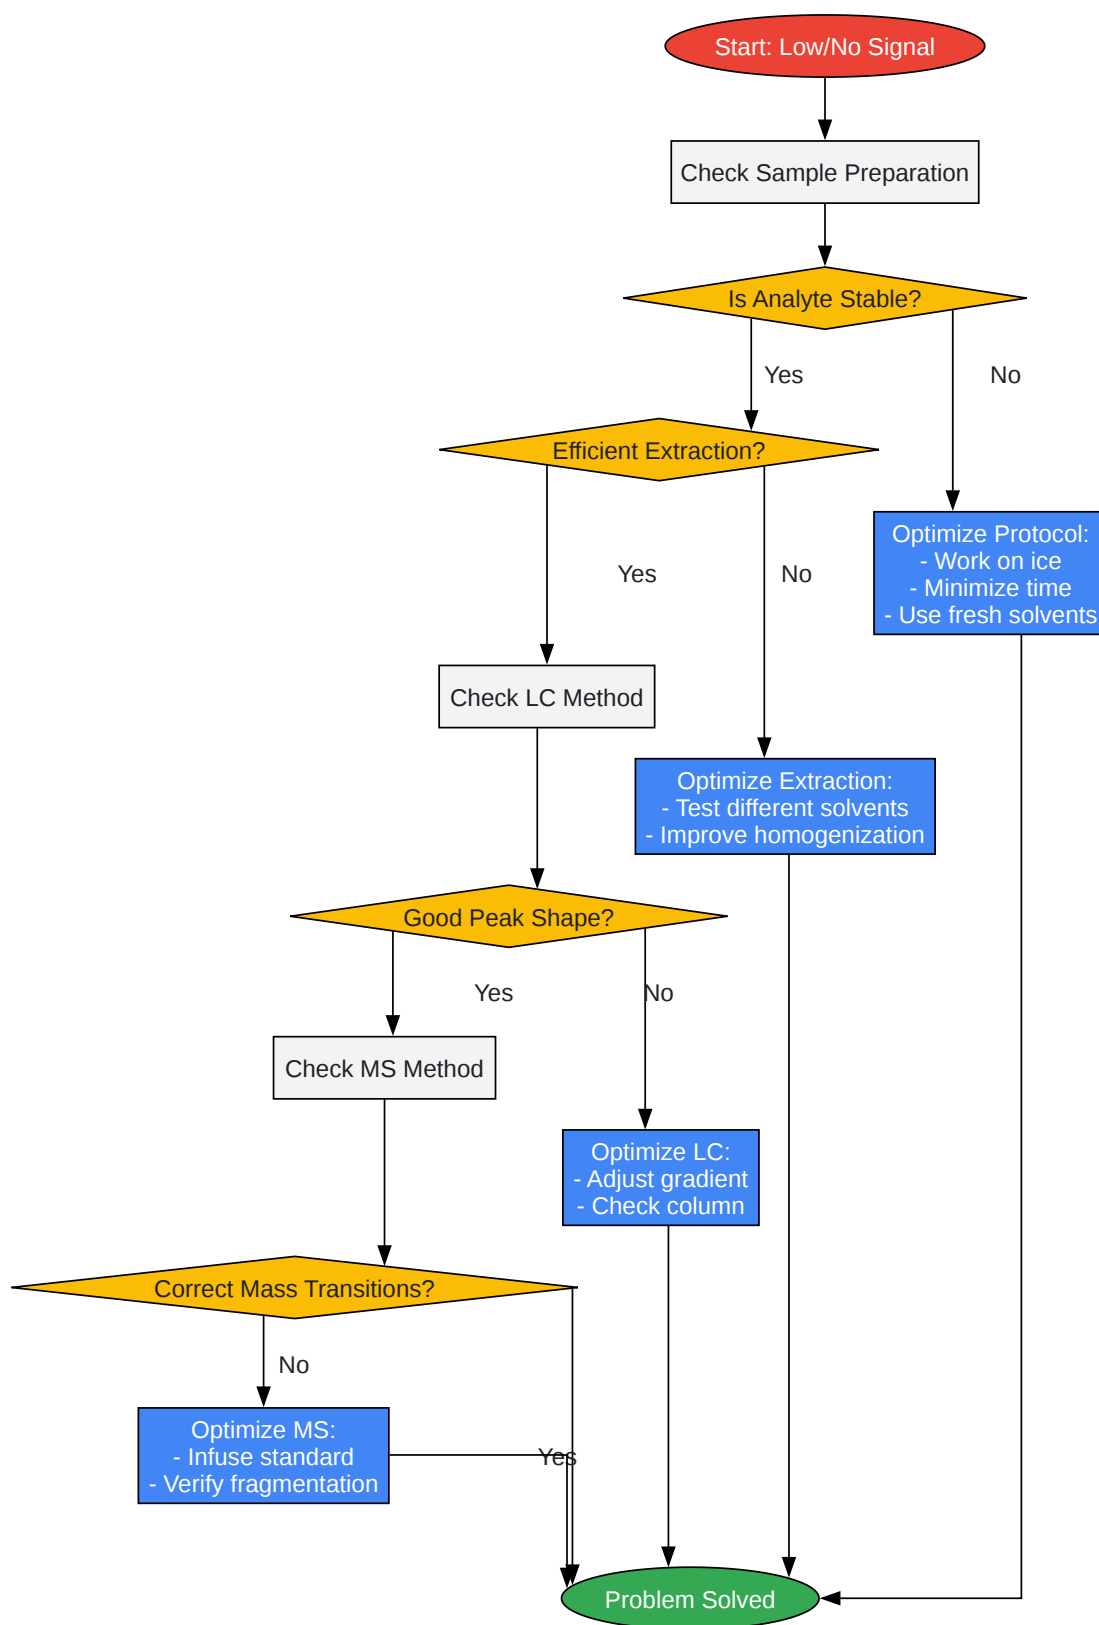 Start: Low/No Signal
Check Sample Preparation
Is Analyte Stable?
Yes
No
Efficient Extraction?
Optimize Protocol:
- Work on ice
- Minimize time
- Use fresh solvents
Yes
No
Check LC Method
Optimize Extraction:
- Test different solvents
- Improve homogenization
Good Peak Shape?
Yes
No
Check MS Method
Optimize LC:
- Adjust gradient
- Check column
Correct Mass Transitions?
No
Optimize MS:
- Infuse standard
- Verify fragmentation
Yes
Problem Solved